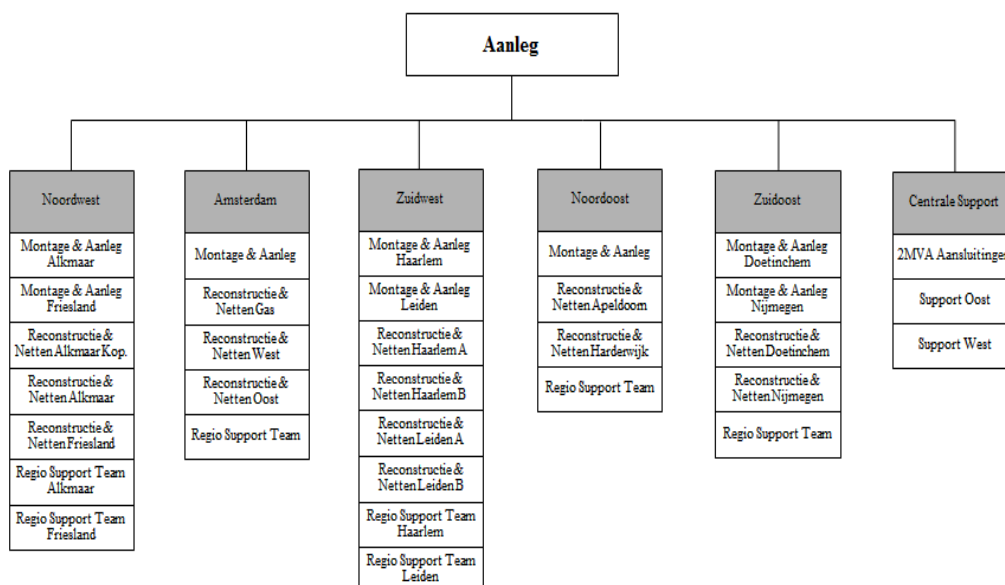 Aanleg
Noordwest
Montage & Aanleg
Alkmaar
Montage & Aanleg
Friesland
Reconstructie &
Netten Alkmaar Kop.
Reconstructie &
Netten Alkmaar
Reconstructie &
Netten Friesland
Regio Support Team
Alkmaar
Regio Support Team
Friesland
Amsterdam
Montage & Aanleg
Reconstructie &
Netten Gas
Reconstructie &
Netten West
Reconstructie &
Netten Oost
Regio Support Team
Zuidwest
Montage & Aanleg
Haarlem
Montage & Aanleg
Leiden
Reconstructie &
Netten Haarlem A
Reconstructie &
Netten Haarlem B
Reconstructie &
Netten Leiden A
Reconstructie &
Netten Leiden B
Regio Support Team
Haarlem
Regio Support Team
Leiden
Noordoost
Montage & Aanleg
Reconstructie &
Netten Apeldoorn
Reconstructie &
Netten Harderwijk
Regio Support Team
Zuidoost
Montage & Aanleg
Doetinchem
Montage & Aanleg
Nijmegen
Reconstructie &
Netten Doetinchem
Reconstructie &
Netten Nijmegen
Regio Support Team
Centrale Support
2MVA Aansluitinges
Support Oost
Support West